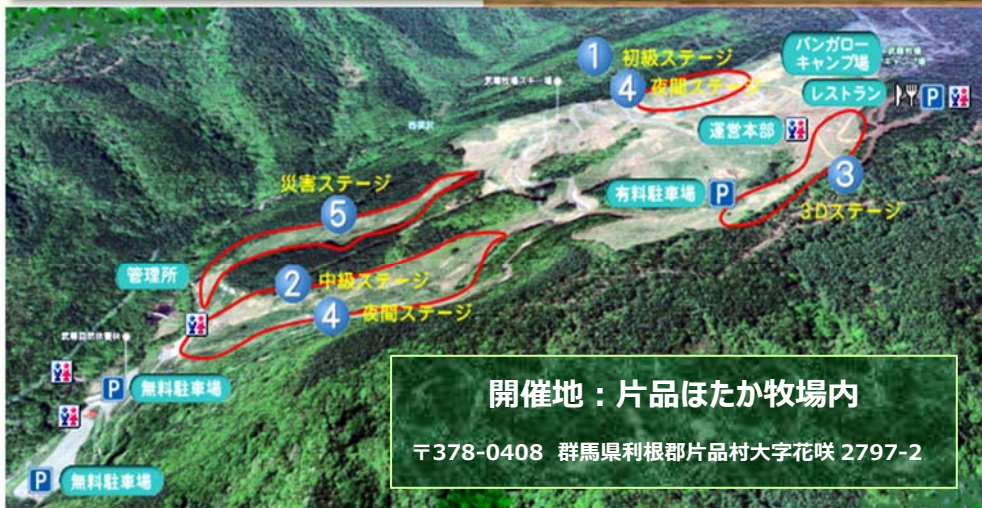 1 初級ステージ
4 夜間ステージ
バンガロー
キャンプ場
レストラン
P
運営本部
有料駐車場 P
3
3Dステージ
災害ステージ
5
管理所
2 中級ステージ
4 夜間ステージ
P 無料駐車場
P 無料駐車場
開催地：片品ほたか牧場内
〒378-0408 群馬県利根郡片品村大字花咲 2797-2